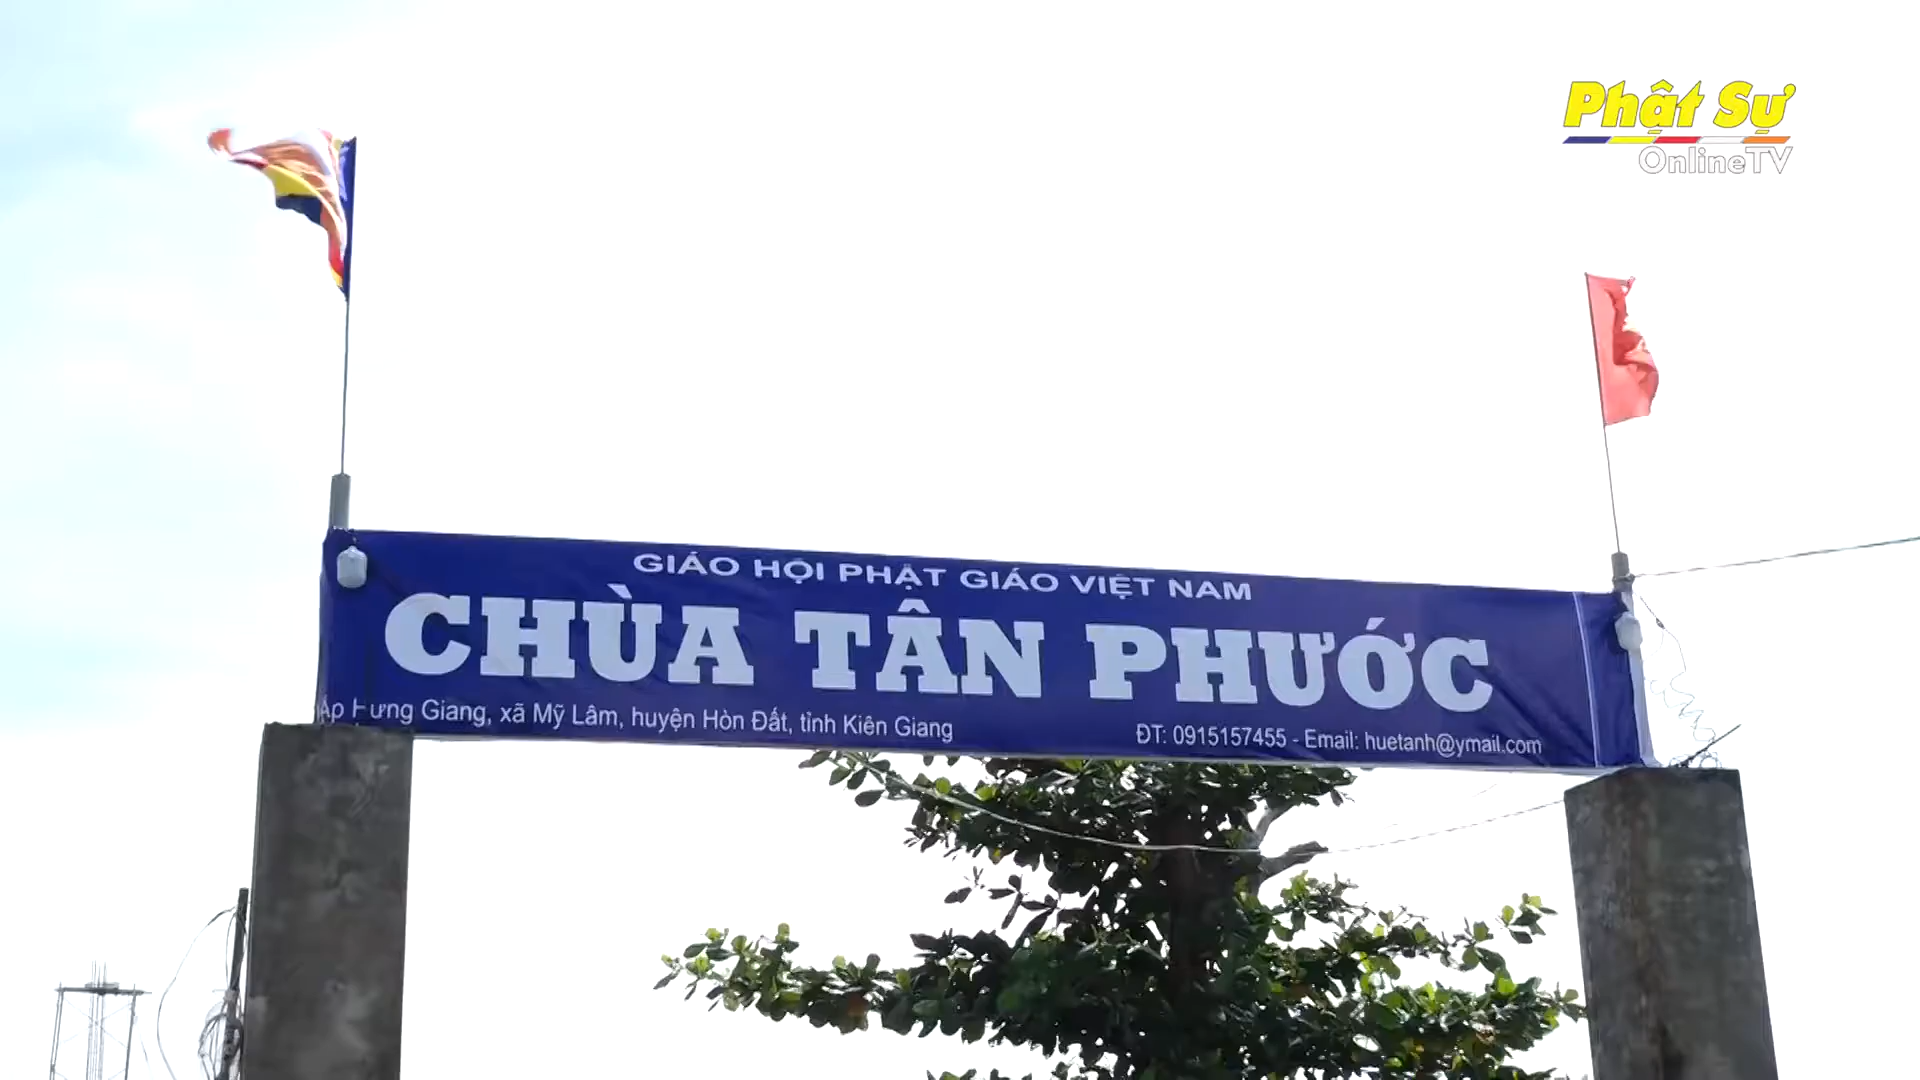 Phật Sự
OnlineTV
GIÁO HỘI PHẬT GIÁO VIỆT NAM
CHÙA TÂN PHƯỚC
Ấp Hưng Giang, xã Mỹ Lâm, huyện Hòn Đất, tỉnh Kiên Giang
ĐT: 0915157455 - Email: huetanh@ymail.com